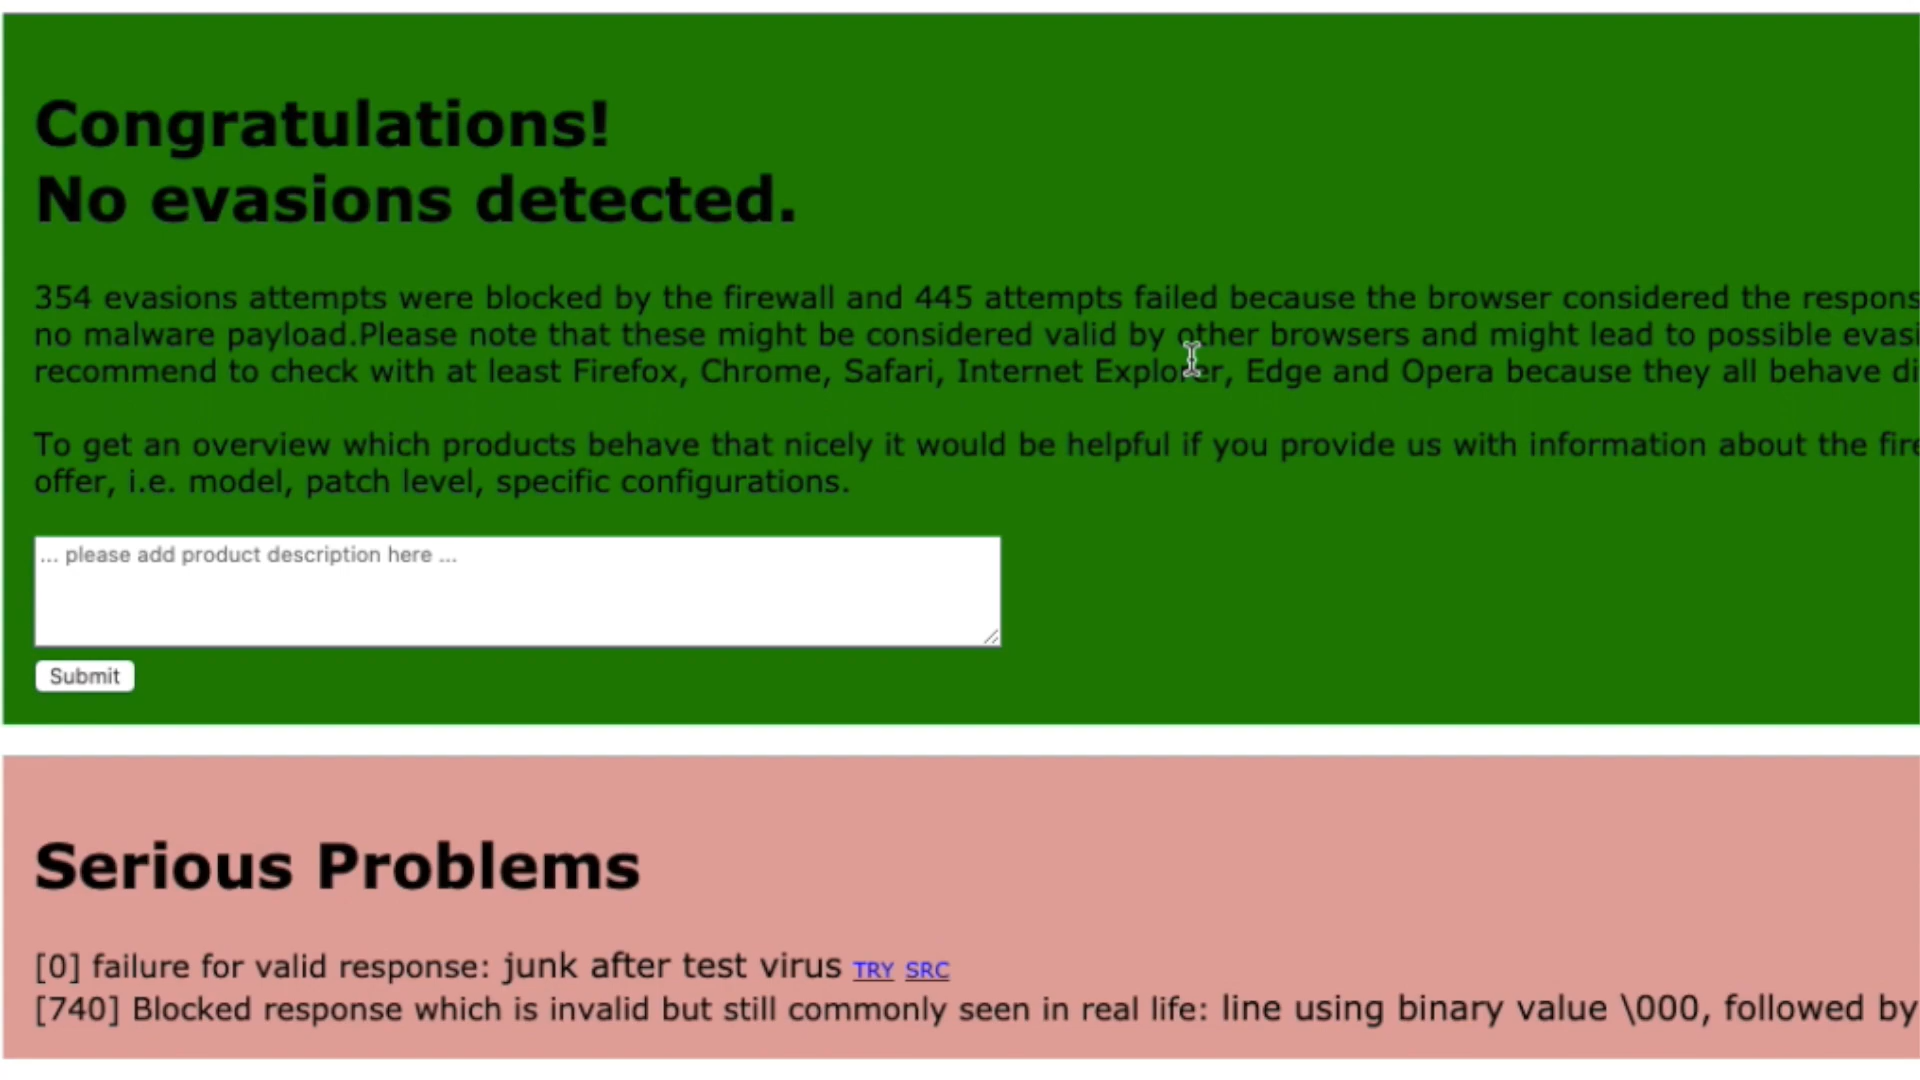 Congratulations!
No evasions detected.
354 evasions attempts were blocked by the firewall and 445 attempts failed because the browser considered the respons
no malware payload.Please note that these might be considered valid by other browsers and might lead to possible evasi
recommend to check with at least Firefox, Chrome, Safari, Internet Explorer, Edge and Opera because they all behave di
To get an overview which products behave that nicely it would be helpful if you provide us with information about the fire
offer, i.e. model, patch level, specific configurations.
... please add product description here ...
Submit
Serious Problems
[0] failure for valid response: junk after test virus TRY SRC
[740] Blocked response which is invalid but still commonly seen in real life: line using binary value \000, followed by